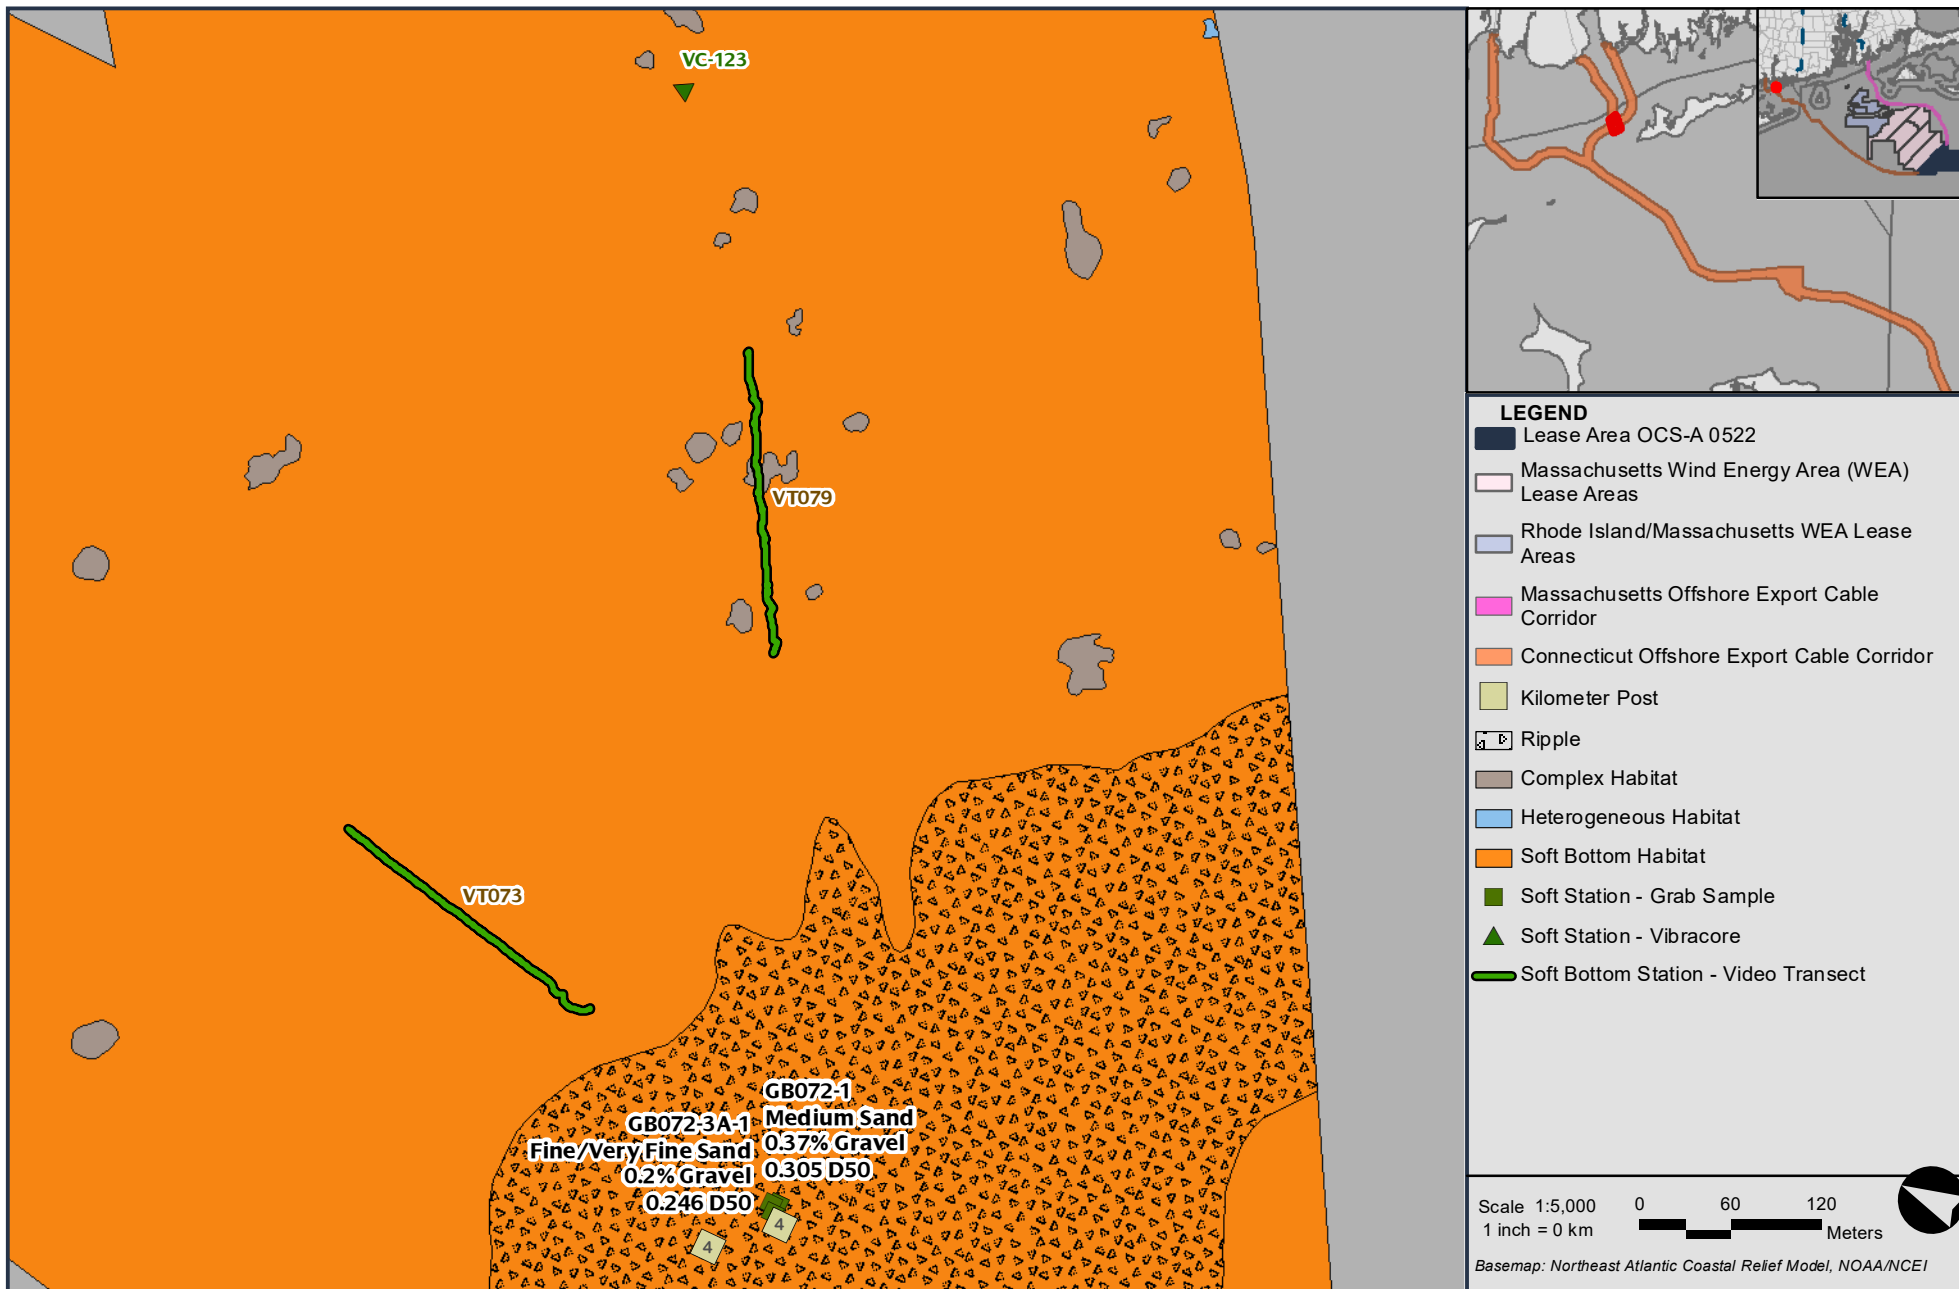 VC-123
VT079
VT073
GB072-1
Medium Sand
0.37% Gravel
0.305 D50
GB072-3A-1
Fine/Very Fine Sand
0.2% Gravel
0.246 D50
4
4
LEGEND
Lease Area OCS-A 0522
Massachusetts Wind Energy Area (WEA)
Lease Areas
Rhode Island/Massachusetts WEA Lease
Areas
Massachusetts Offshore Export Cable
Corridor
Connecticut Offshore Export Cable Corridor
Kilometer Post
Ripple
Complex Habitat
Heterogeneous Habitat
Soft Bottom Habitat
Soft Station - Grab Sample
Soft Station - Vibracore
Soft Bottom Station - Video Transect
Scale 1:5,000
1 inch = 0 km
0 60 120
Meters
Basemap: Northeast Atlantic Coastal Relief Model, NOAA/NCEI